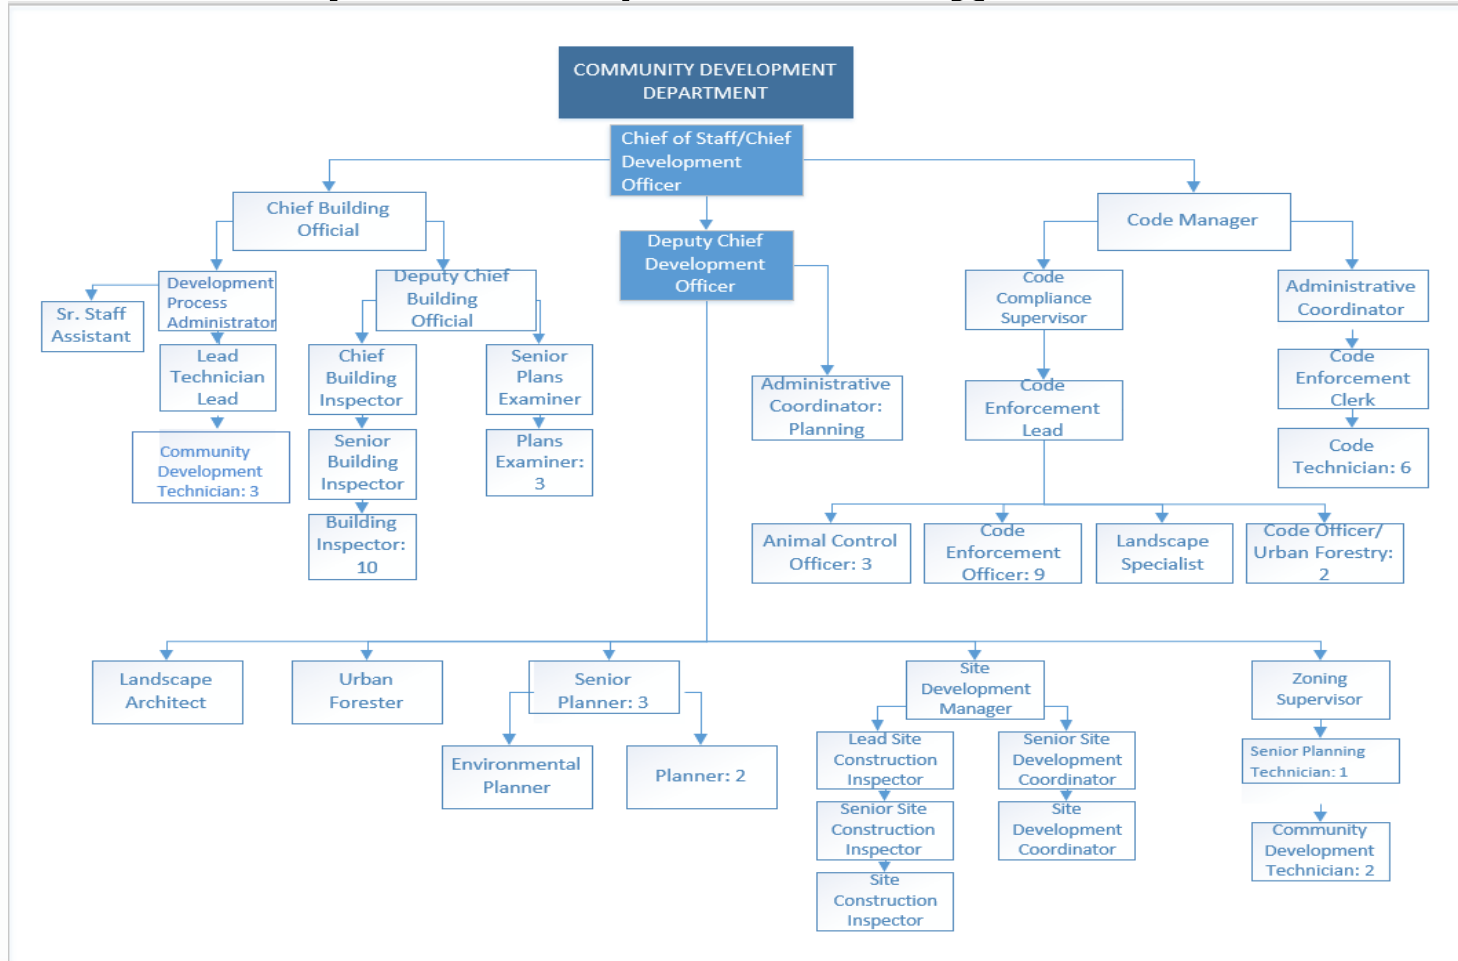 COMMUNITY DEVELOPMENT
DEPARTMENT
Chief of Staff/Chief
Development
Officer
Chief Building
Official
Code Manager
Deputy Chief
Development
Officer
Development
Process
Administrator
Deputy Chief
Building
Official
Code
Compliance
Supervisor
Administrative
Coordinator
Sr. Staff
Assistant
Lead
Technician
Lead
Chief
Building
Inspector
Senior
Plans
Examiner
Administrative
Coordinator:
Planning
Code
Enforcement
Lead
Code
Enforcement
Clerk
Community
Development
Technician: 3
Senior
Building
Inspector
Plans
Examiner:
3
Code
Technician: 6
Building
Inspector:
10
Animal Control
Officer: 3
Code
Enforcement
Officer: 9
Landscape
Specialist
Code Officer/
Urban Forestry:
2
Landscape
Architect
Urban
Forester
Senior
Planner: 3
Site
Development
Manager
Zoning
Supervisor
Environmental
Planner
Planner: 2
Lead Site
Construction
Inspector
Senior Site
Development
Coordinator
Senior Planning
Technician: 1
Senior Site
Construction
Inspector
Site
Development
Coordinator
Community
Development
Technician: 2
Site
Construction
Inspector